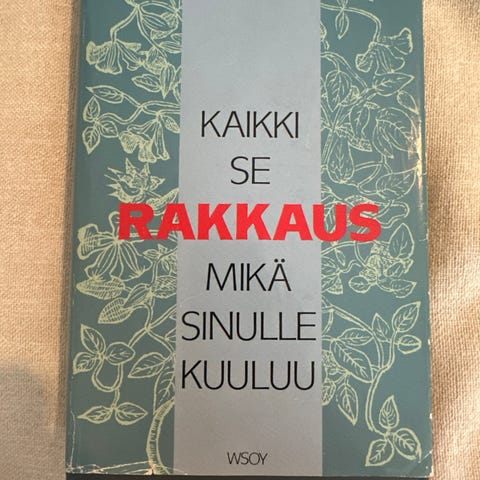 KAIKKI
SE
RAKKAUS
MIKÄ
SINULLE
KUULUU
WSOY